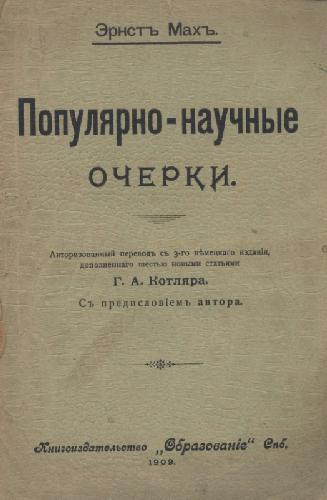 Эрнстъ Махъ.
Популярно-научные
ОЧЕРКИ.
Авторизованный переводъ съ 3-го нѣмецкаго изданія,
дополненнаго шестью новыми статьями
Г. А. Котляра.
Съ предисловіемъ автора.
Книгоиздательство „Образованіе“ Спб.
1909.